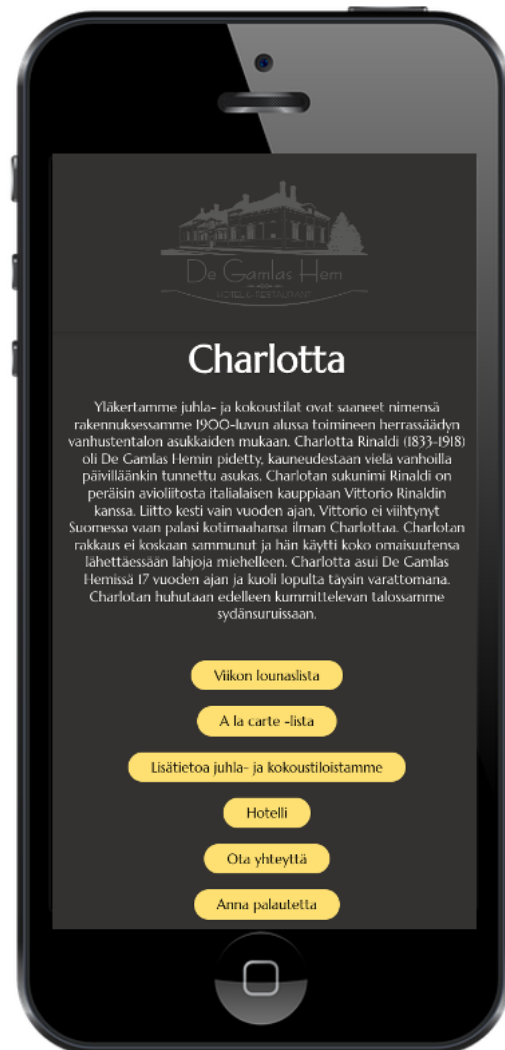 De Gamlas Hem
HOTEL & RESTAURANT
Charlotta
Yläkertamme juhla- ja kokoustilat ovat saaneet nimensä
rakennuksessamme 1900-luvun alussa toimineen herrassäädyn
vanhustentalon asukkaiden mukaan. Charlotta Rinaldi (1833-1918)
oli De Gamlas Hemin pidetty, kauneudestaan vielä vanhoilla
päivilläänkin tunnettu asukas. Charlotan sukunimi Rinaldi on
peräisin avioliitosta italialaisen kauppiaan Vittorio Rinaldin
kanssa. Liitto kesti vain vuoden ajan, Vittorio ei viihtynyt
Suomessa vaan palasi kotimaahansa ilman Charlottaa. Charlotan
rakkaus ei koskaan sammunut ja hän käytti koko omaisuutensa
lähettäessään lahjoja miehelleen. Charlotta asui De Gamlas
Hemissä 17 vuoden ajan ja kuoli lopulta täysin varattomana.
Charlotan huhutaan edelleen kummittelevan talossamme
sydänsuruissaan.
Viikon lounaslista
A la carte -lista
Lisätietoa juhla- ja kokoustiloistamme
Hotelli
Ota yhteyttä
Anna palautetta